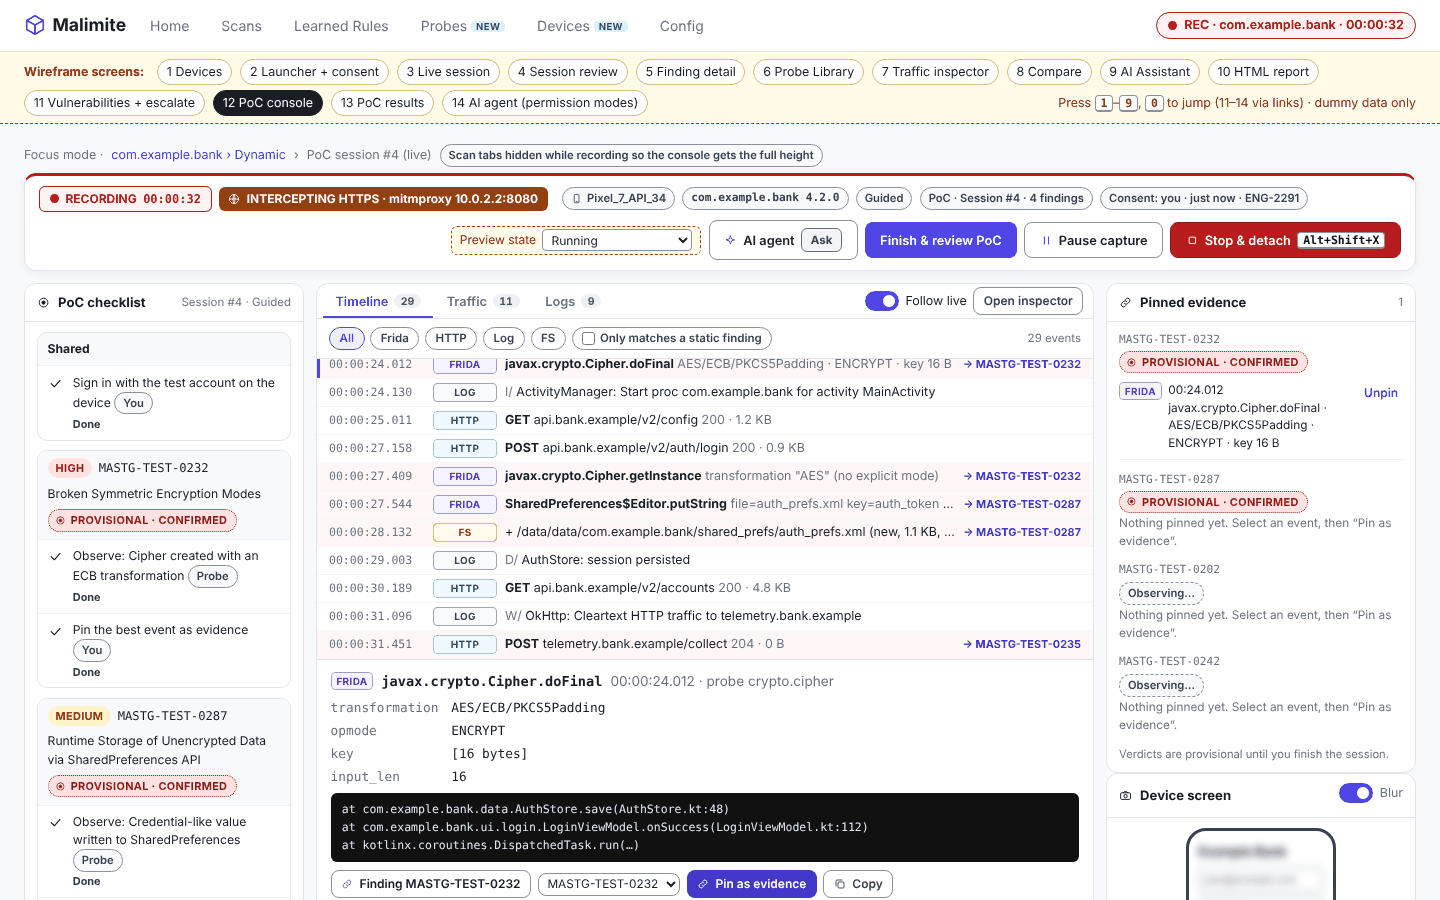 Malimite
Home
Scans
Learned Rules
Probes NEW
Devices NEW
Config
REC · com.example.bank · 00:00:32
Wireframe screens:
1 Devices
2 Launcher + consent
3 Live session
4 Session review
5 Finding detail
6 Probe Library
7 Traffic inspector
8 Compare
9 AI Assistant
10 HTML report
11 Vulnerabilities + escalate
12 PoC console
13 PoC results
14 AI agent (permission modes)
Press 1–9, 0 to jump (11–14 via links) · dummy data only
Focus mode · com.example.bank › Dynamic › PoC session #4 (live)
Scan tabs hidden while recording so the console gets the full height
RECORDING 00:00:32
INTERCEPTING HTTPS · mitmproxy 10.0.2.2:8080
Pixel_7_API_34
com.example.bank 4.2.0
Guided
PoC · Session #4 · 4 findings
Consent: you · just now · ENG-2291
Preview state Running
AI agent Ask
Finish & review PoC
Pause capture
Stop & detach Alt+Shift+X
PoC checklist
Session #4 · Guided
Shared
Sign in with the test account on the
device You
Done
HIGH MASTG-TEST-0232
Broken Symmetric Encryption Modes
PROVISIONAL · CONFIRMED
Observe: Cipher created with an
ECB transformation Probe
Done
Pin the best event as evidence
You
Done
MEDIUM MASTG-TEST-0287
Runtime Storage of Unencrypted Data
via SharedPreferences API
PROVISIONAL · CONFIRMED
Observe: Credential-like value
written to SharedPreferences
Probe
Done
Timeline 29
Traffic 11
Logs 9
Follow live
Open inspector
All
Frida
HTTP
Log
FS
Only matches a static finding
29 events
00:00:24.012 FRIDA javax.crypto.Cipher.doFinal AES/ECB/PKCS5Padding · ENCRYPT · key 16 B → MASTG-TEST-0232
00:00:24.130 LOG I/ ActivityManager: Start proc com.example.bank for activity MainActivity
00:00:25.011 HTTP GET api.bank.example/v2/config 200 · 1.2 KB
00:00:27.158 HTTP POST api.bank.example/v2/auth/login 200 · 0.9 KB
00:00:27.409 FRIDA javax.crypto.Cipher.getInstance transformation "AES" (no explicit mode) → MASTG-TEST-0232
00:00:27.544 FRIDA SharedPreferences$Editor.putString file=auth_prefs.xml key=auth_token ... → MASTG-TEST-0287
00:00:28.132 FS + /data/data/com.example.bank/shared_prefs/auth_prefs.xml (new, 1.1 KB, ... → MASTG-TEST-0287
00:00:29.003 LOG D/ AuthStore: session persisted
00:00:30.189 HTTP GET api.bank.example/v2/accounts 200 · 4.8 KB
00:00:31.096 LOG W/ OkHttp: Cleartext HTTP traffic to telemetry.bank.example
00:00:31.451 HTTP POST telemetry.bank.example/collect 204 · 0 B → MASTG-TEST-0235
FRIDA javax.crypto.Cipher.doFinal 00:00:24.012 · probe crypto.cipher
transformation AES/ECB/PKCS5Padding
opmode ENCRYPT
key [16 bytes]
input_len 16
at com.example.bank.data.AuthStore.save(AuthStore.kt:48)
at com.example.bank.ui.login.LoginViewModel.onSuccess(LoginViewModel.kt:112)
at kotlinx.coroutines.DispatchedTask.run(…)
Finding MASTG-TEST-0232
MASTG-TEST-0232
Pin as evidence
Copy
Pinned evidence 1
MASTG-TEST-0232
PROVISIONAL · CONFIRMED
FRIDA 00:24.012 Unpin
javax.crypto.Cipher.doFinal ·
AES/ECB/PKCS5Padding ·
ENCRYPT · key 16 B
MASTG-TEST-0287
PROVISIONAL · CONFIRMED
Nothing pinned yet. Select an event, then “Pin as
evidence”.
MASTG-TEST-0202
Observing...
Nothing pinned yet. Select an event, then “Pin as
evidence”.
MASTG-TEST-0242
Observing...
Nothing pinned yet. Select an event, then “Pin as
evidence”.
Verdicts are provisional until you finish the session.
Device screen
Blur